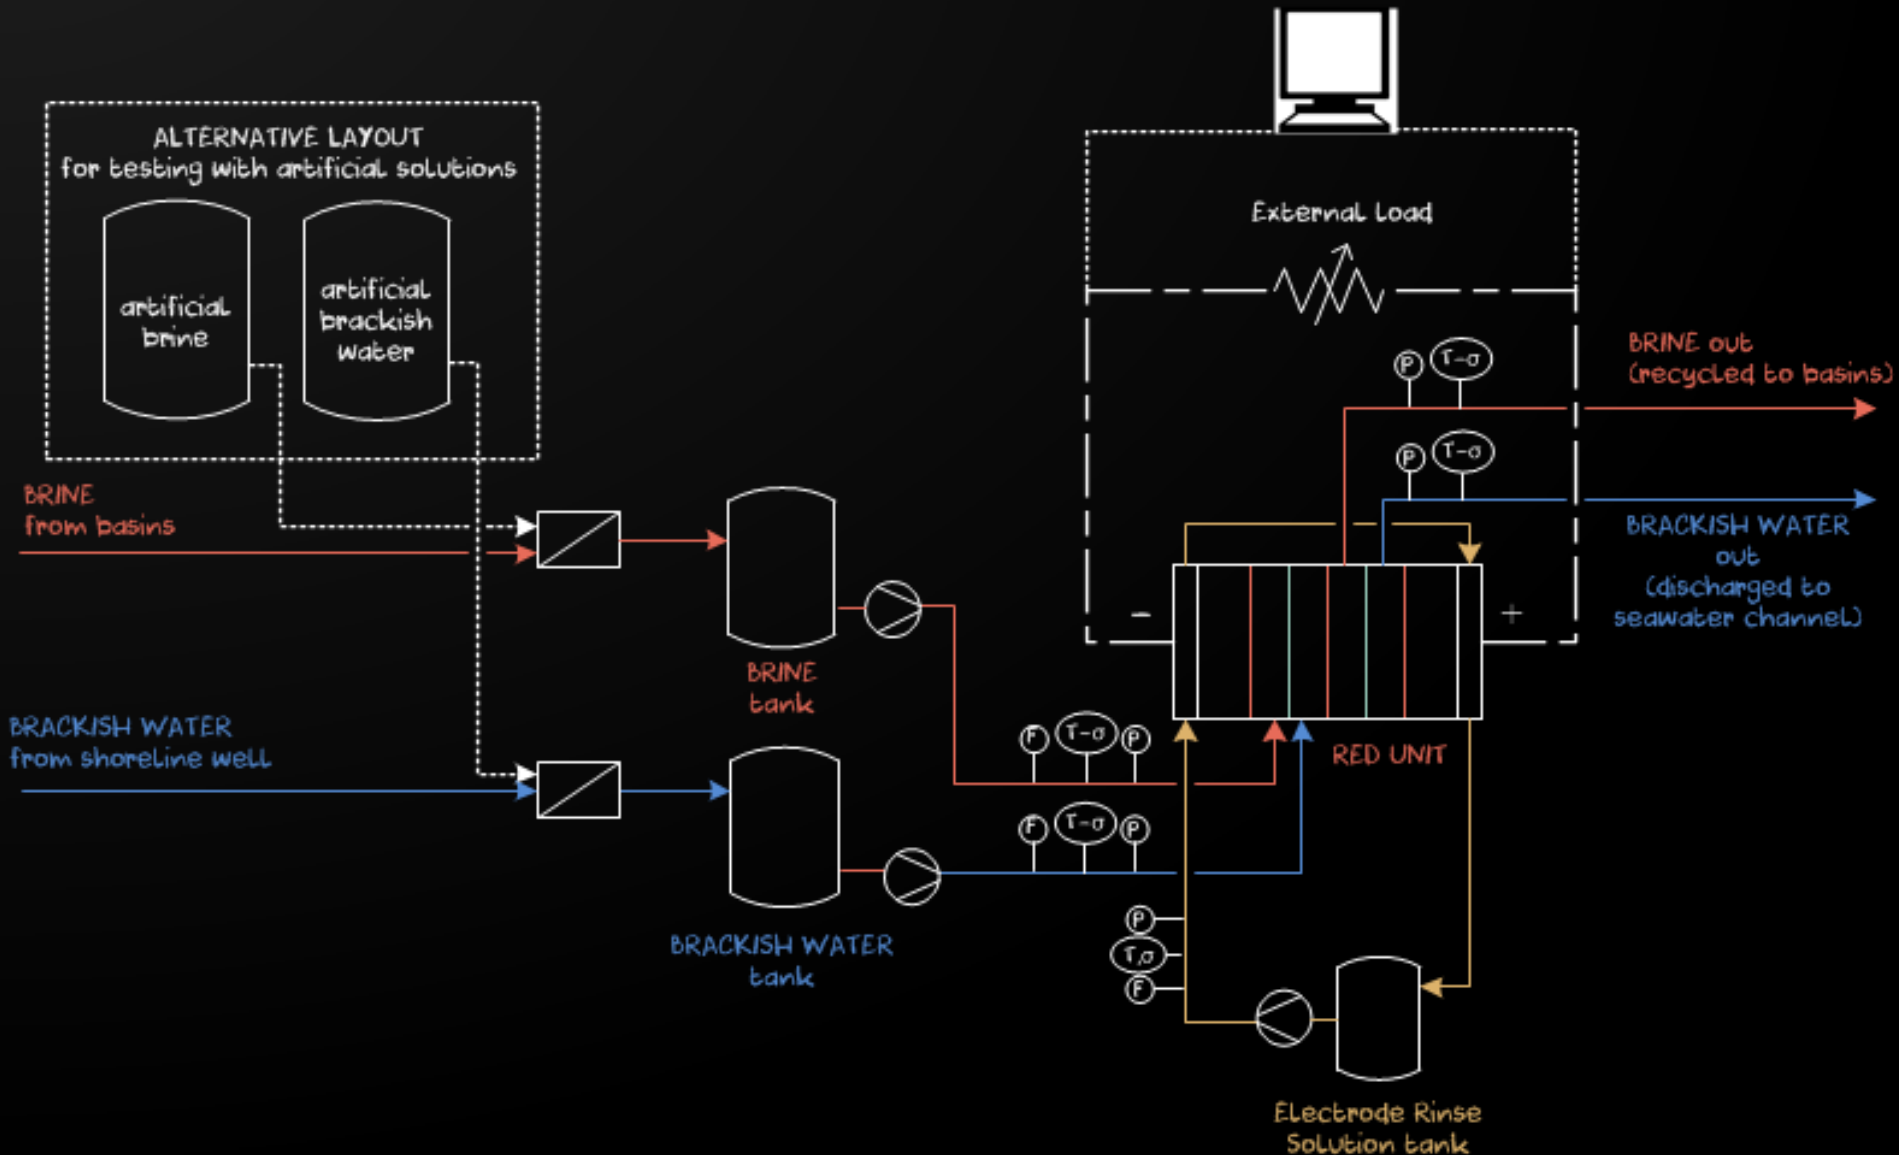 ALTERNATIVE LAYOUT
for testing with artificial solutions
artificial
brine
artificial
brackish
water
External Load
P
T-σ
BRINE out
(recycled to basins)
P
T-σ
BRACKISH WATER
out
(discharged to
seawater channel)
BRINE
from basins
-
+
BRINE
tank
BRACKISH WATER
from shoreline well
F
T-σ
P
RED UNIT
F
T-σ
P
BRACKISH WATER
tank
P
T,σ
F
Electrode Rinse
Solution tank